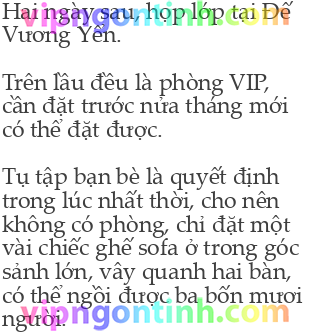 Hai ngày sau, họp lớp tại Đế
vipngontinh.com
Vương Yến.
Trên lầu đều là phòng VIP,
cần đặt trước nửa tháng mới
có thể đặt được.
Tụ tập bạn bè là quyết định
trong lúc nhất thời, cho nên
không có phòng, chỉ đặt một
vài chiếc ghế sofa ở trong góc
sảnh lớn, vây quanh hai bàn,
có thể ngồi được ba bốn mươi
người.
vipngontinh.com